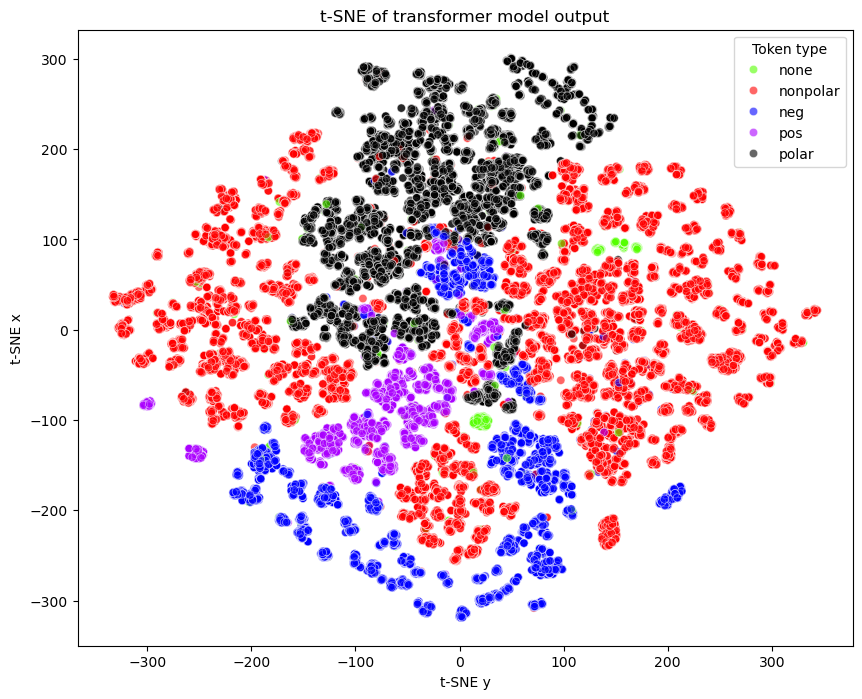 t-SNE of transformer model output
Token type
none
nonpolar
neg
pos
polar
300
200
100
0
−100
−200
−300
t-SNE x
−300
−200
−100
0
100
200
300
t-SNE y